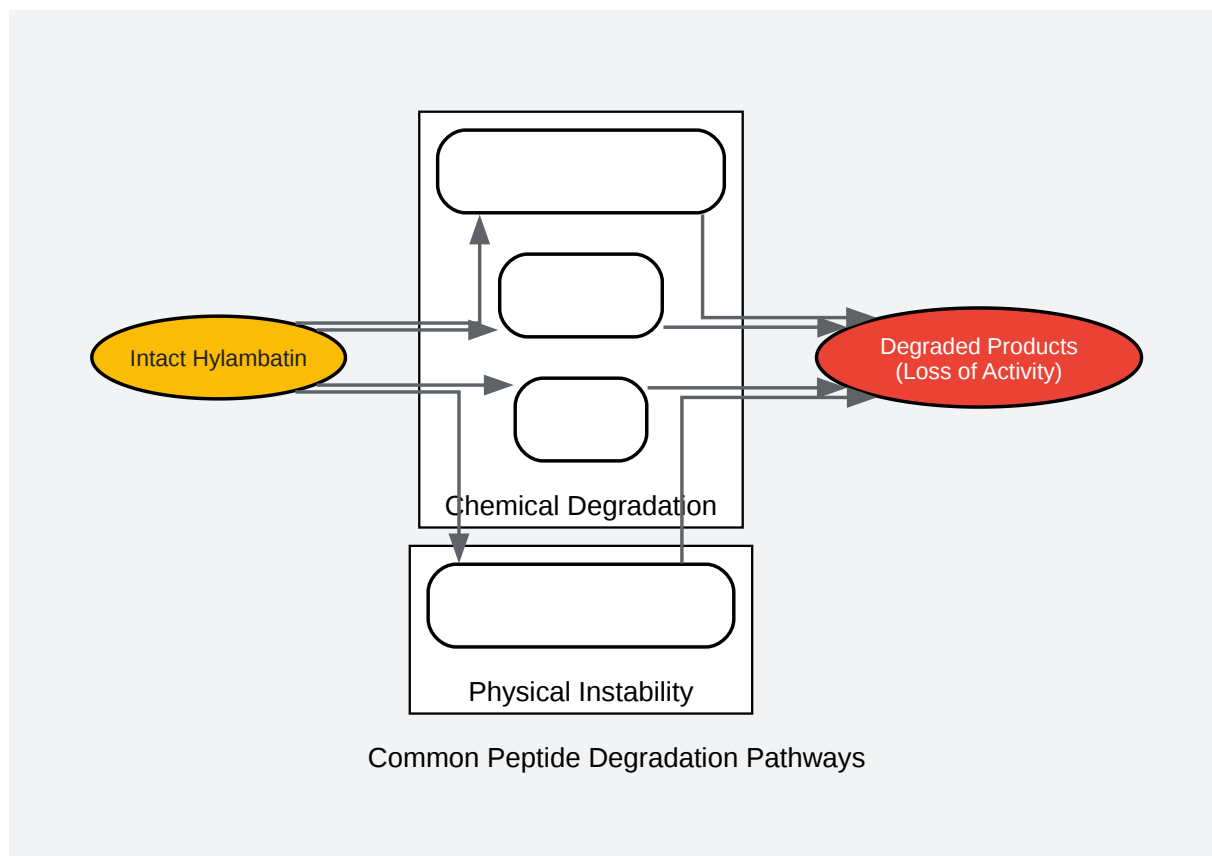 Intact Hylambatin
Degraded Products
(Loss of Activity)
Chemical Degradation
Physical Instability
Common Peptide Degradation Pathways